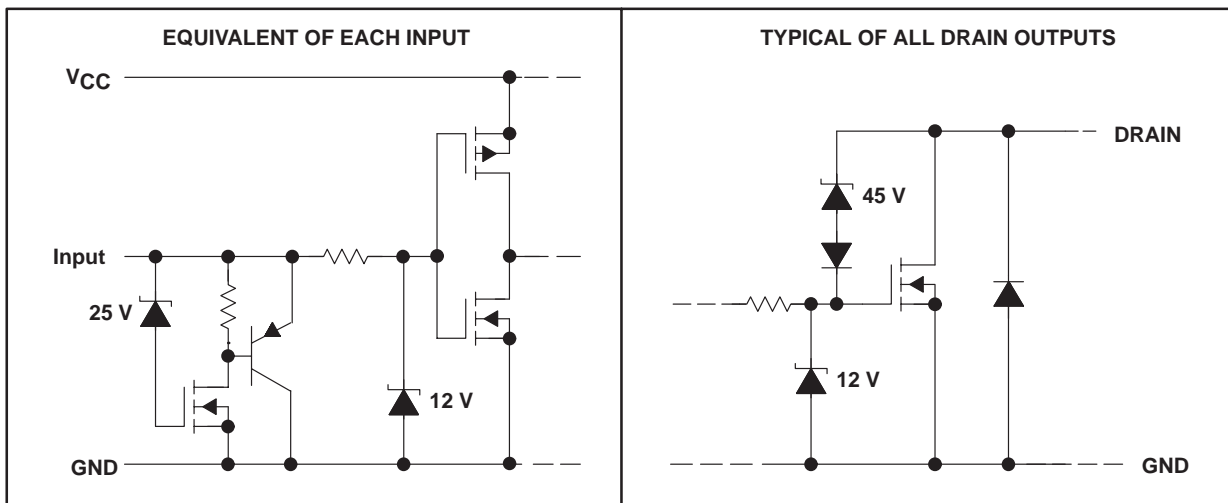 EQUIVALENT OF EACH INPUT
VCC
Input
25 V
12 V
GND
TYPICAL OF ALL DRAIN OUTPUTS
DRAIN
45 V
12 V
GND